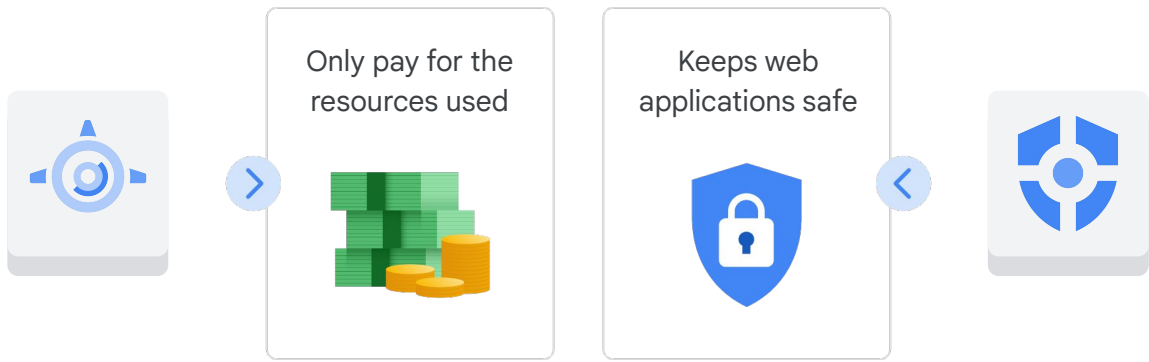 Only pay for the
resources used
Keeps web
applications safe